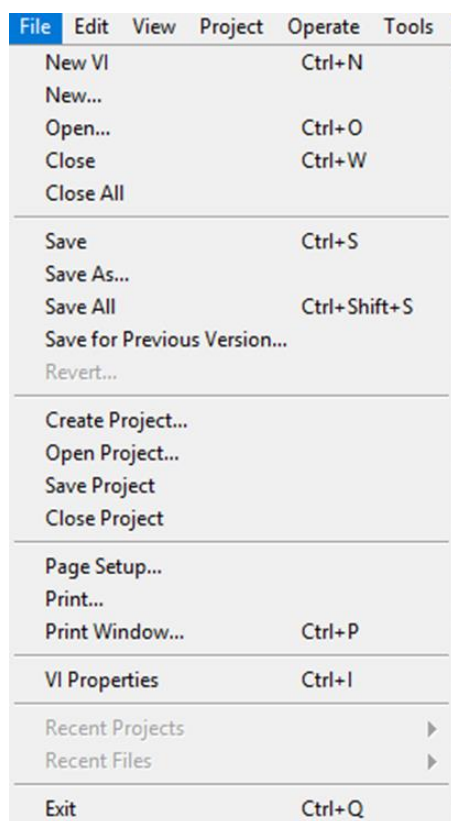 File Edit View Project Operate Tools
New VI Ctrl+N
New...
Open... Ctrl+O
Close Ctrl+W
Close All
Save Ctrl+S
Save As...
Save All Ctrl+Shift+S
Save for Previous Version...
Revert...
Create Project...
Open Project...
Save Project
Close Project
Page Setup...
Print...
Print Window... Ctrl+P
VI Properties Ctrl+I
Recent Projects
Recent Files
Exit Ctrl+Q